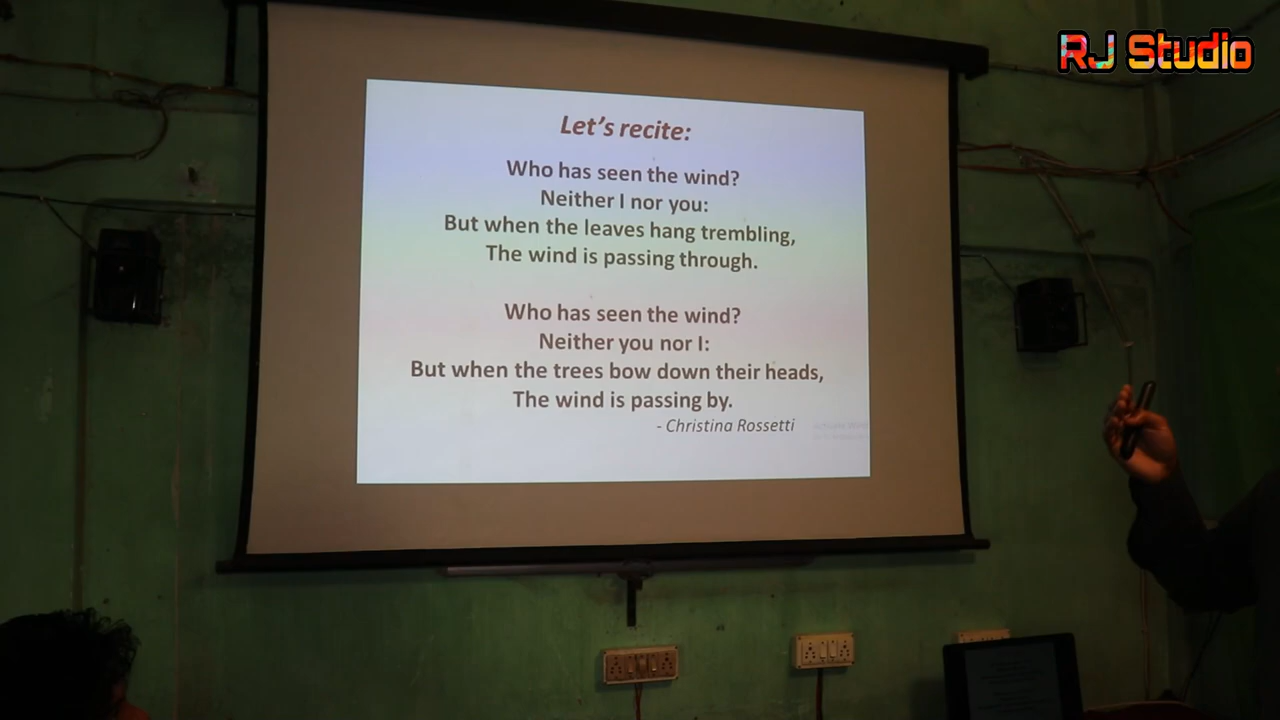 RJ Studio
Let's recite:
Who has seen the wind?
Neither I nor you:
But when the leaves hang trembling,
The wind is passing through.
Who has seen the wind?
Neither you nor I:
But when the trees bow down their heads,
The wind is passing by.
- Christina Rossetti